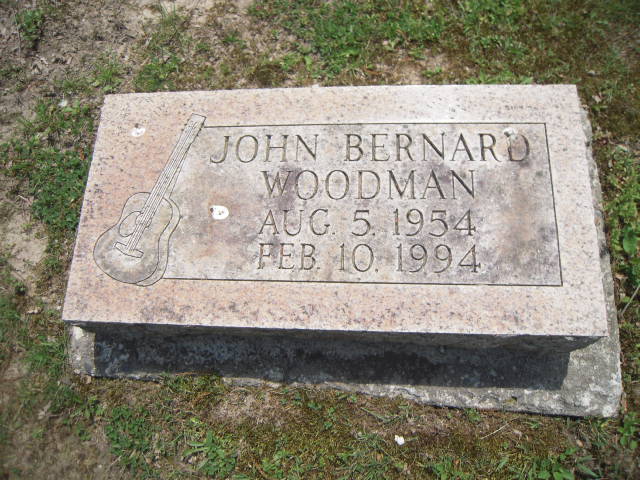 JOHN BERNARD
WOODMAN
AUG. 5. 1954
FEB. 10. 1994